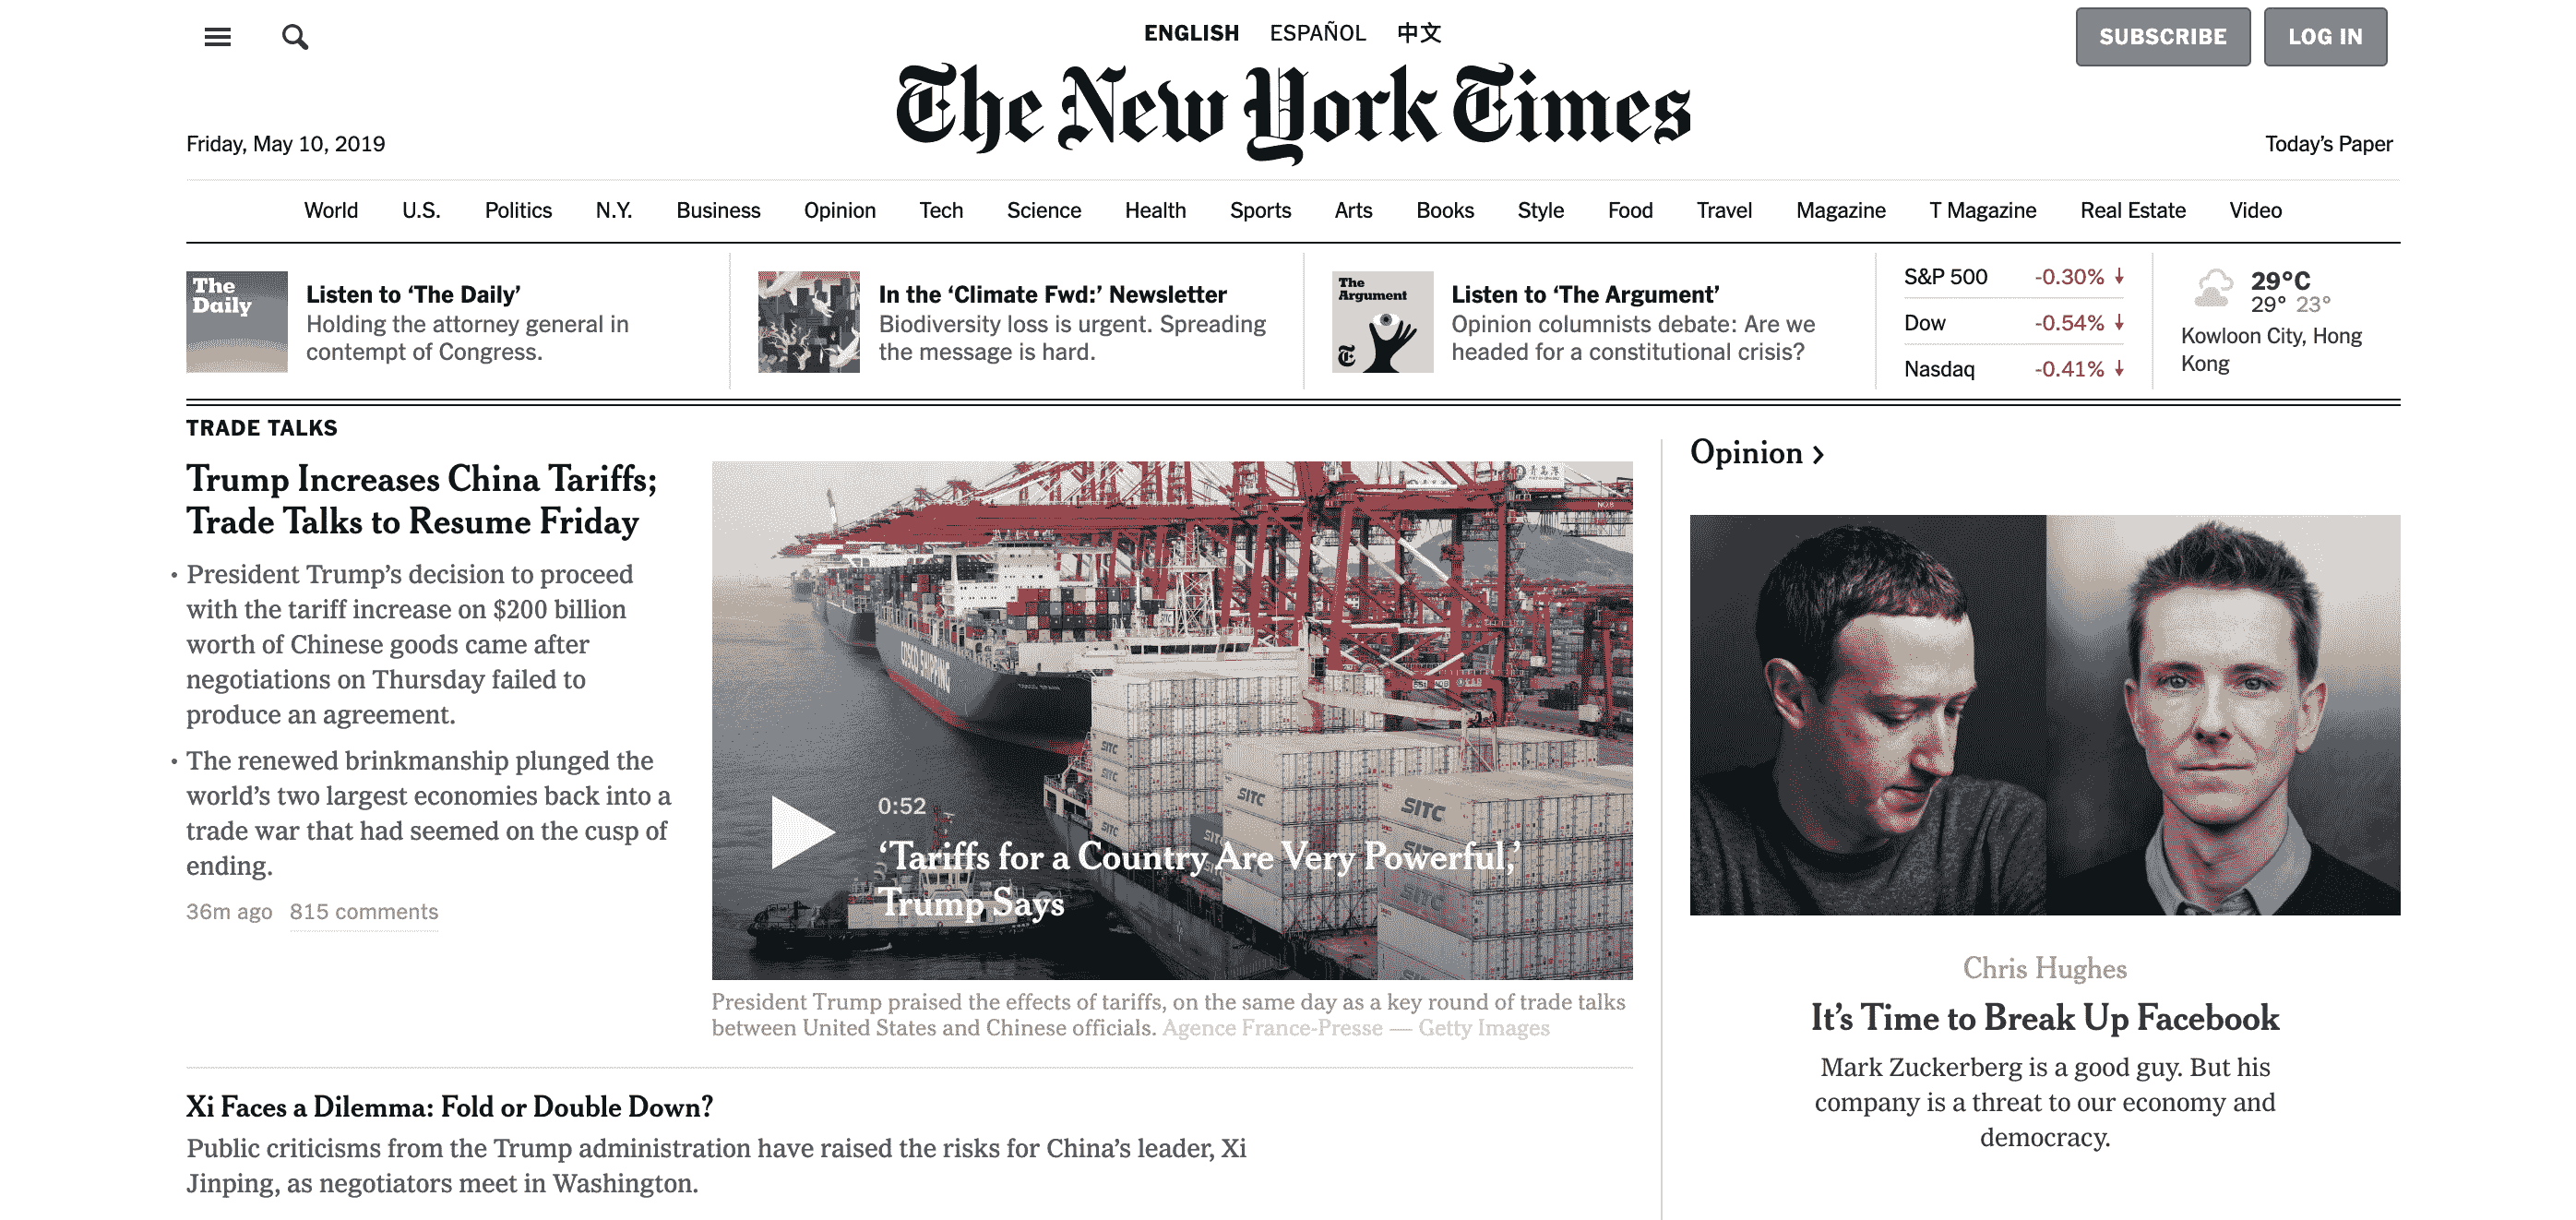 ENGLISH ESPAÑOL 中文
SUBSCRIBE LOG IN
The New York Times
Friday, May 10, 2019
Today's Paper
World U.S. Politics N.Y. Business Opinion Tech Science Health Sports Arts Books Style Food Travel Magazine T Magazine Real Estate Video
The
Daily
Listen to ‘The Daily’
Holding the attorney general in
contempt of Congress.
In the ‘Climate Fwd:’ Newsletter
Biodiversity loss is urgent. Spreading
the message is hard.
The
Argument
Listen to ‘The Argument’
Opinion columnists debate: Are we
headed for a constitutional crisis?
S&P 500 -0.30% ↓
Dow -0.54% ↓
Nasdaq -0.41% ↓
29°C
29° 23°
Kowloon City, Hong
Kong
TRADE TALKS
Trump Increases China Tariffs;
Trade Talks to Resume Friday
• President Trump’s decision to proceed
with the tariff increase on $200 billion
worth of Chinese goods came after
negotiations on Thursday failed to
produce an agreement.
• The renewed brinkmanship plunged the
world’s two largest economies back into a
trade war that had seemed on the cusp of
ending.
36m ago 815 comments
COSCO SHIPPING
SITC
SITC
SITC
SITC
SITC
SITC
SITC
SITC
0:52
‘Tariffs for a Country Are Very Powerful,’
Trump Says
President Trump praised the effects of tariffs, on the same day as a key round of trade talks
between United States and Chinese officials. Agence France-Presse — Getty Images
Xi Faces a Dilemma: Fold or Double Down?
Public criticisms from the Trump administration have raised the risks for China’s leader, Xi
Jinping, as negotiators meet in Washington.
Opinion >
Chris Hughes
It’s Time to Break Up Facebook
Mark Zuckerberg is a good guy. But his
company is a threat to our economy and
democracy.